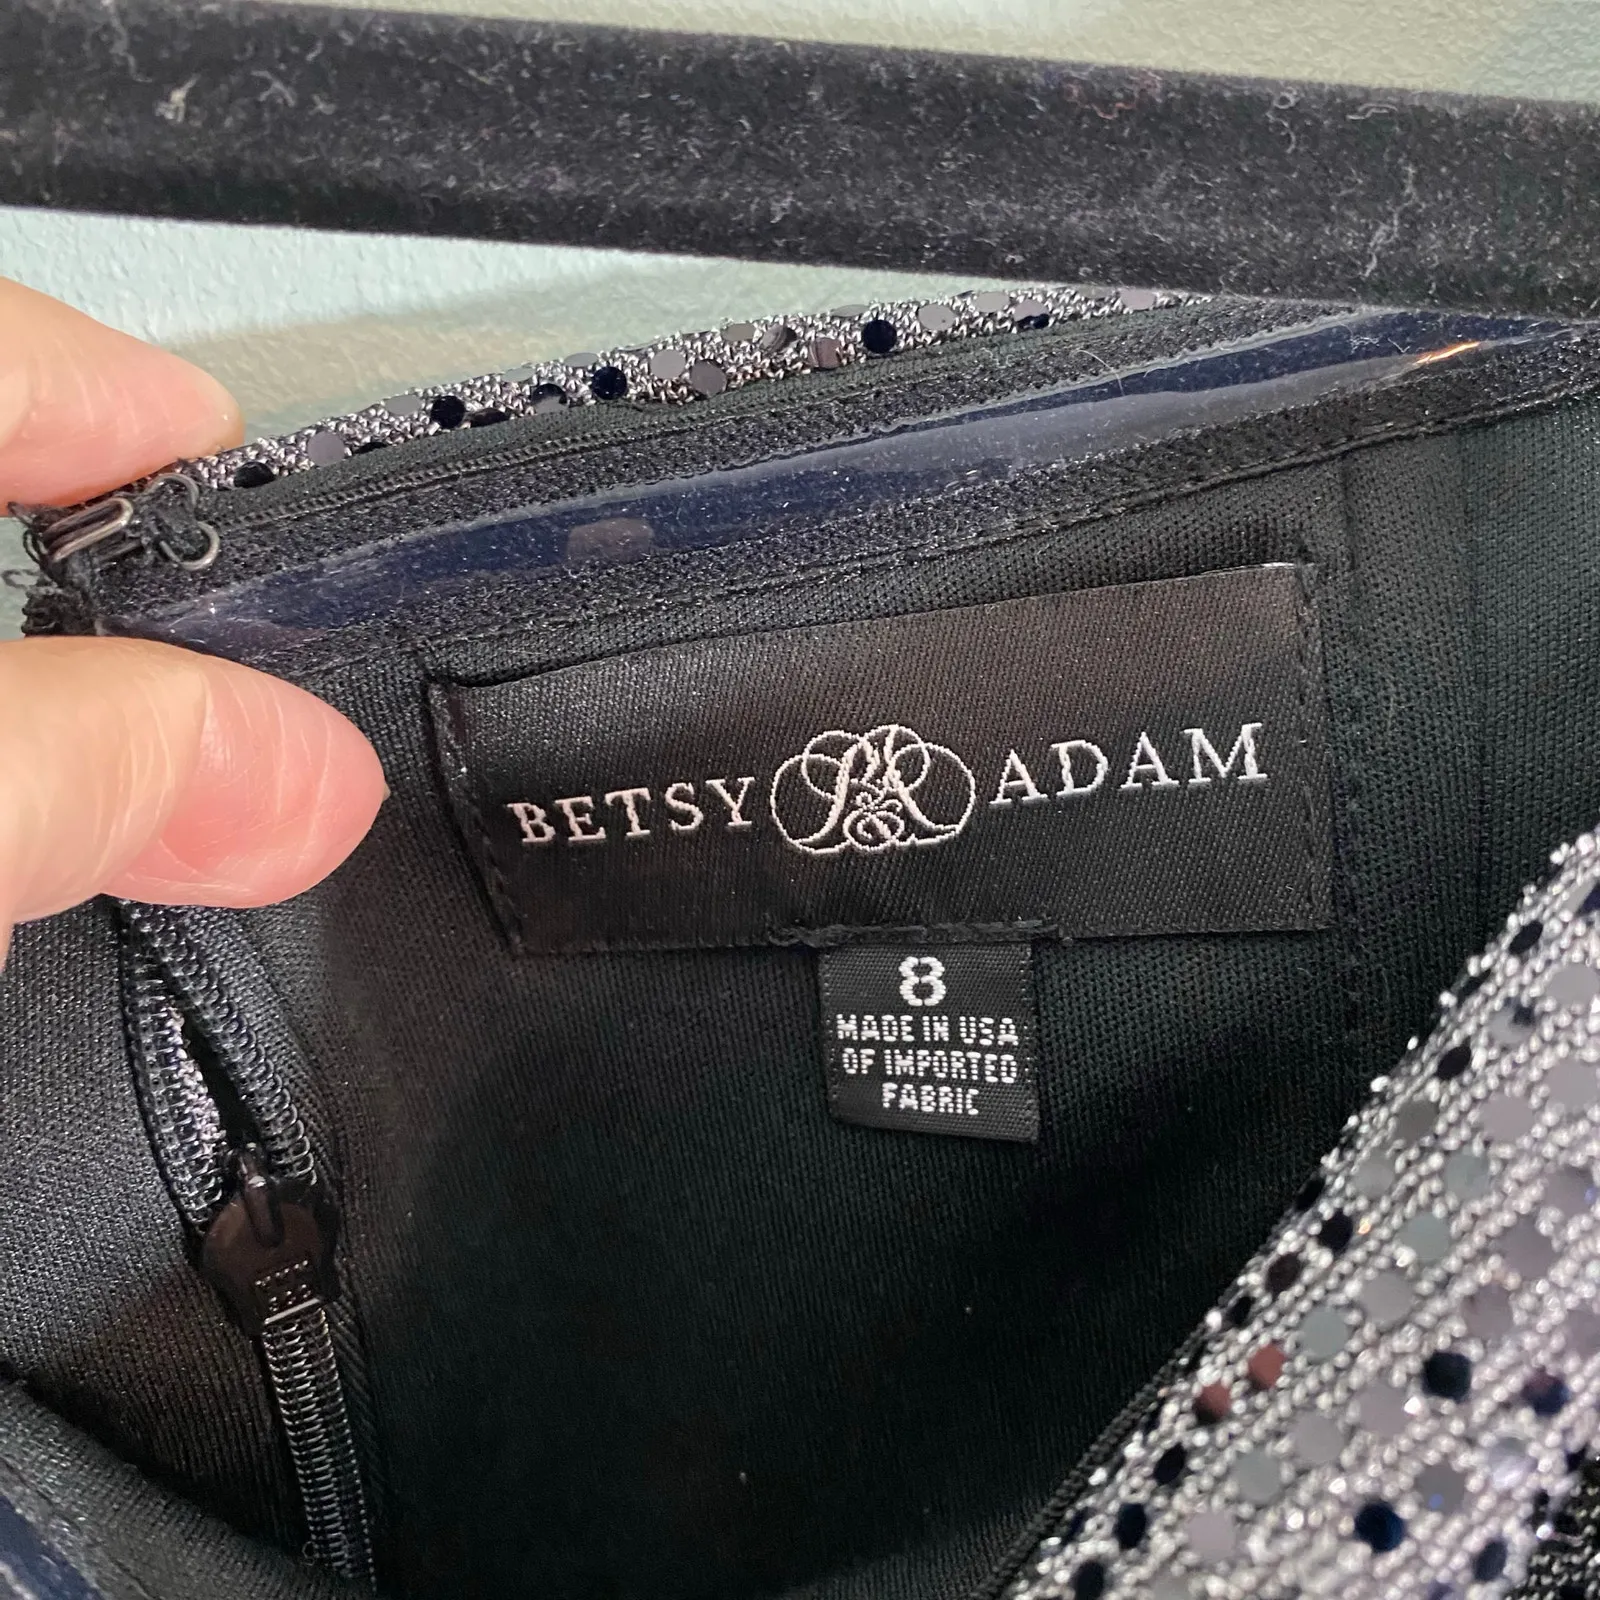 BETSY ADAM
8
MADE IN USA
OF IMPORTED
FABRIC